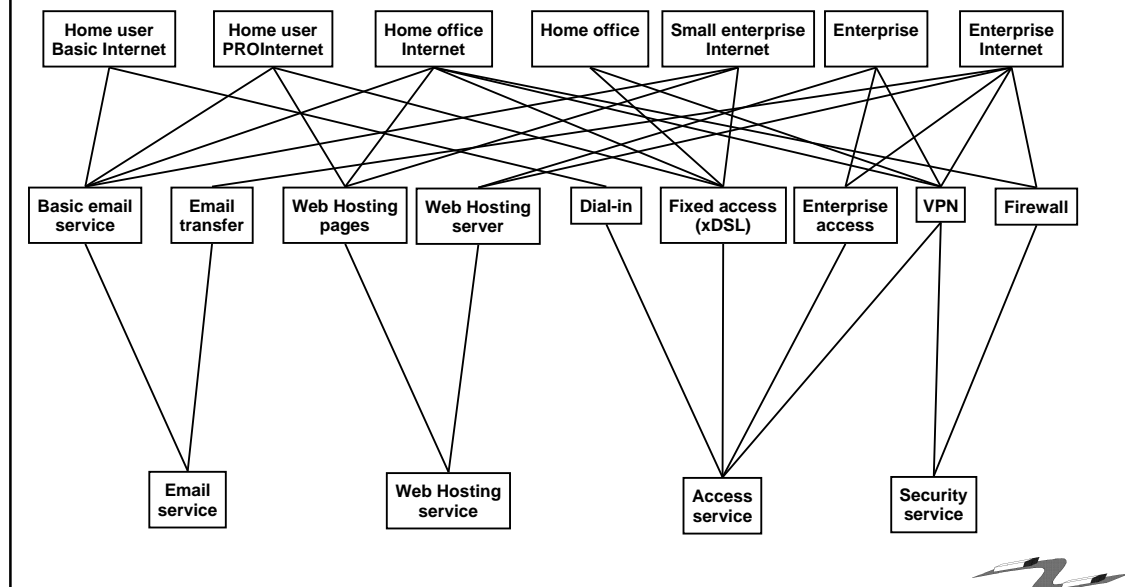 Home user
Basic Internet
Home user
PROInternet
Home office
Internet
Home office
Small enterprise
Internet
Enterprise
Enterprise
Internet
Basic email
service
Email
transfer
Web Hosting
pages
Web Hosting
server
Dial-in
Fixed access
(xDSL)
Enterprise
access
VPN
Firewall
Email
service
Web Hosting
service
Access
service
Security
service